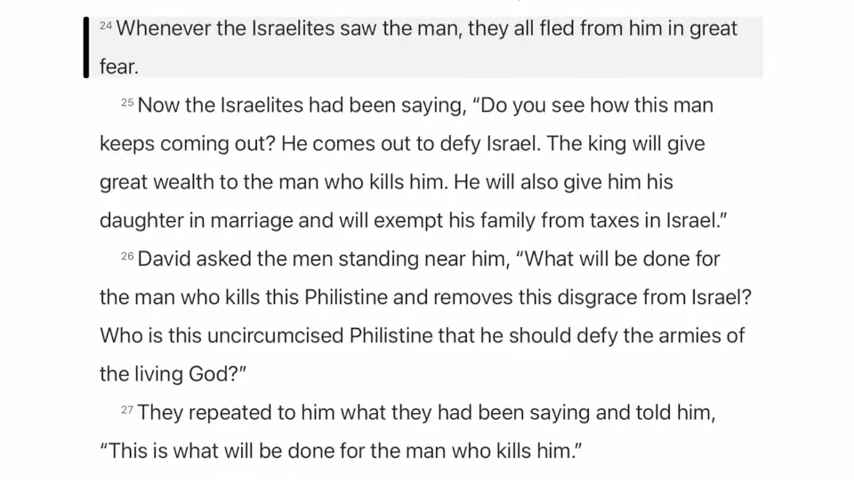 24 Whenever the Israelites saw the man, they all fled from him in great
fear.
25 Now the Israelites had been saying, “Do you see how this man
keeps coming out? He comes out to defy Israel. The king will give
great wealth to the man who kills him. He will also give him his
daughter in marriage and will exempt his family from taxes in Israel.”
26 David asked the men standing near him, “What will be done for
the man who kills this Philistine and removes this disgrace from Israel?
Who is this uncircumcised Philistine that he should defy the armies of
the living God?”
27 They repeated to him what they had been saying and told him,
“This is what will be done for the man who kills him.”